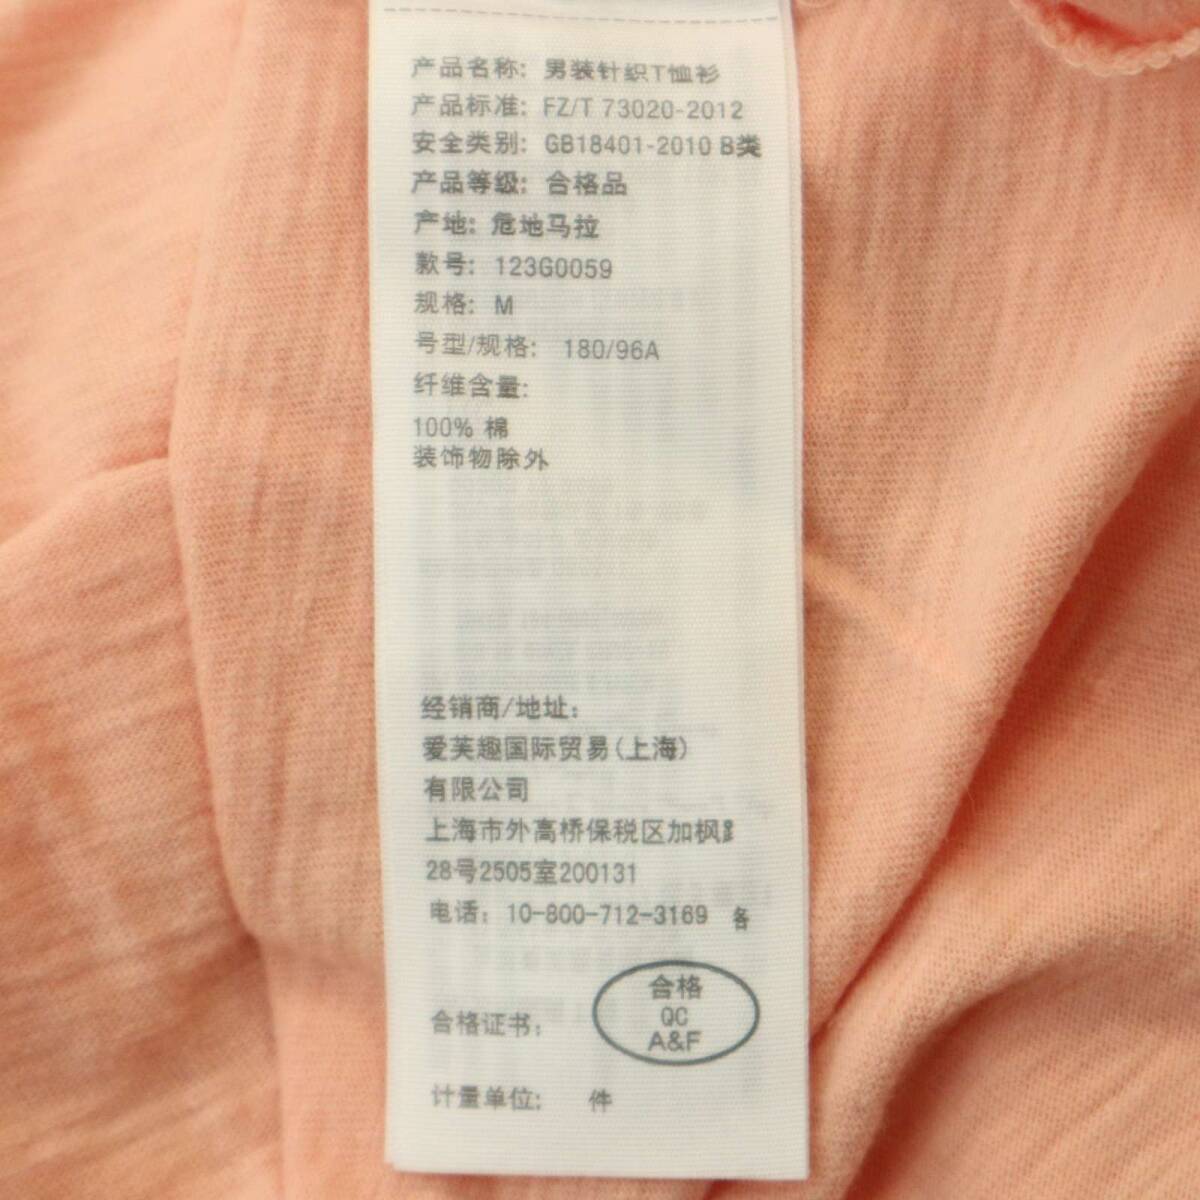 产品名称: 男装针织T恤衫
产品标准: FZ/T 73020-2012
安全类别: GB18401-2010 B类
产品等级: 合格品
产地: 危地马拉
款号: 123G0059
规格: M
号型/规格: 180/96A
纤维含量:
100% 棉
装饰物除外
经销商/地址:
爱芙趣国际贸易(上海)
有限公司
上海市外高桥保税区加枫
28号2505室200131
电话: 10-800-712-3169 各
合格
QC
A&F
合格证书:
计量单位: 件